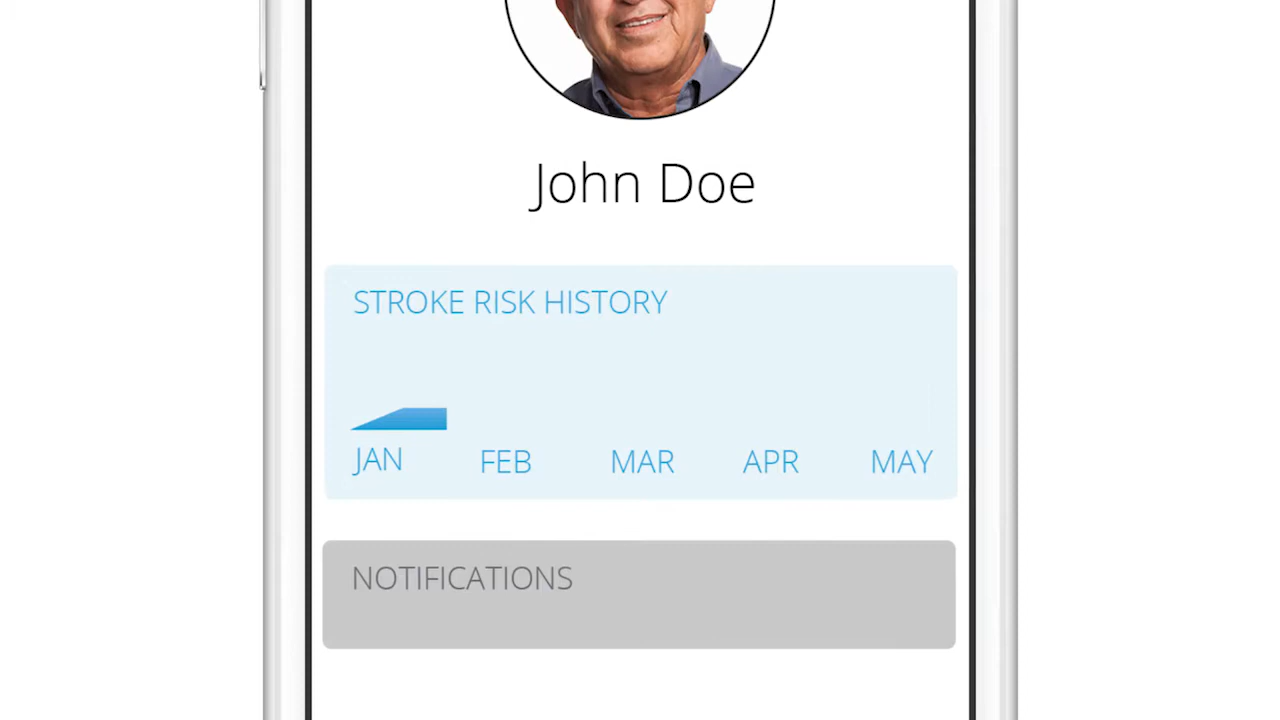 John Doe
STROKE RISK HISTORY
JAN FEB MAR APR MAY
NOTIFICATIONS